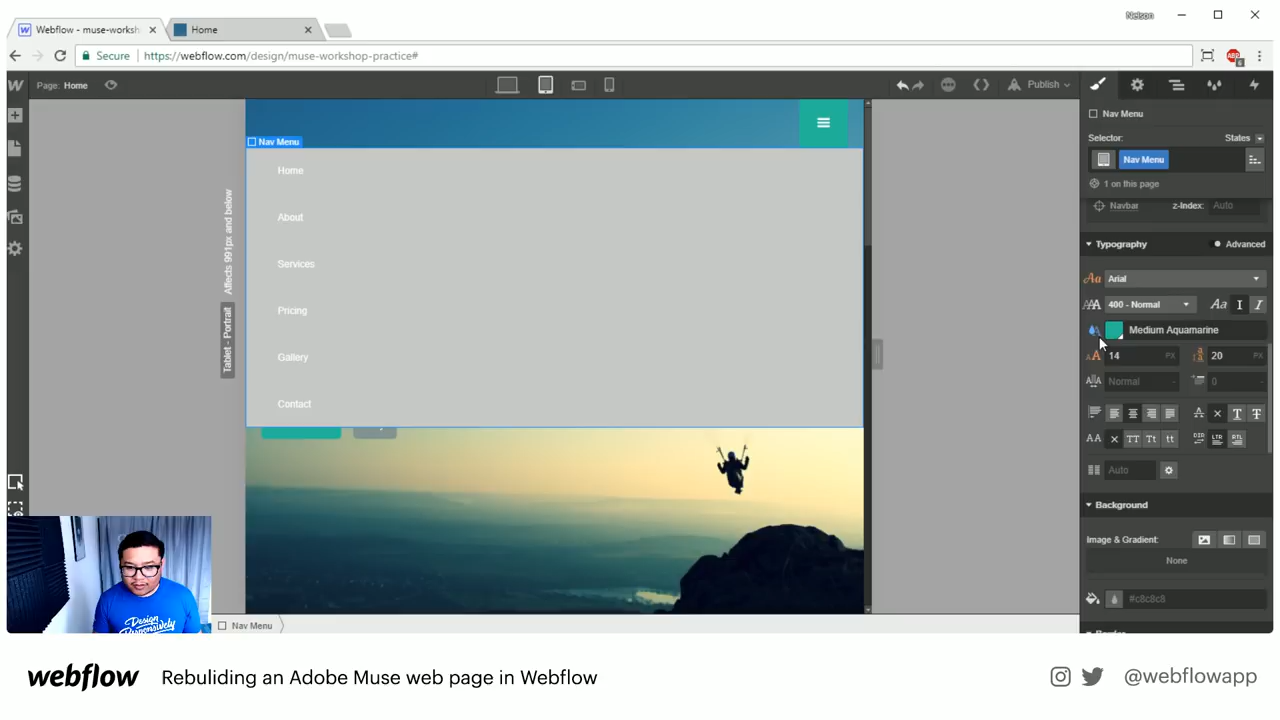 Nelson
Webflow - muse-worksh
Home
Secure
https://webflow.com/design/muse-workshop-practice#
Page: Home
Publish
Nav Menu
Nav Menu
Selector:
States
Nav Menu
1 on this page
Navbar
z-Index:
Auto
Home
About
Services
Pricing
Gallery
Contact
Affects 991px and below
Tablet - Portrait
Typography
Advanced
Arial
400 - Normal
Medium Aquamarine
14
PX
20
PX
Normal
-
0
-
Auto
Background
Image & Gradient:
None
#c8c8c8
Nav Menu
Design
Responsively
webflow
Rebuliding an Adobe Muse web page in Webflow
@webflowapp